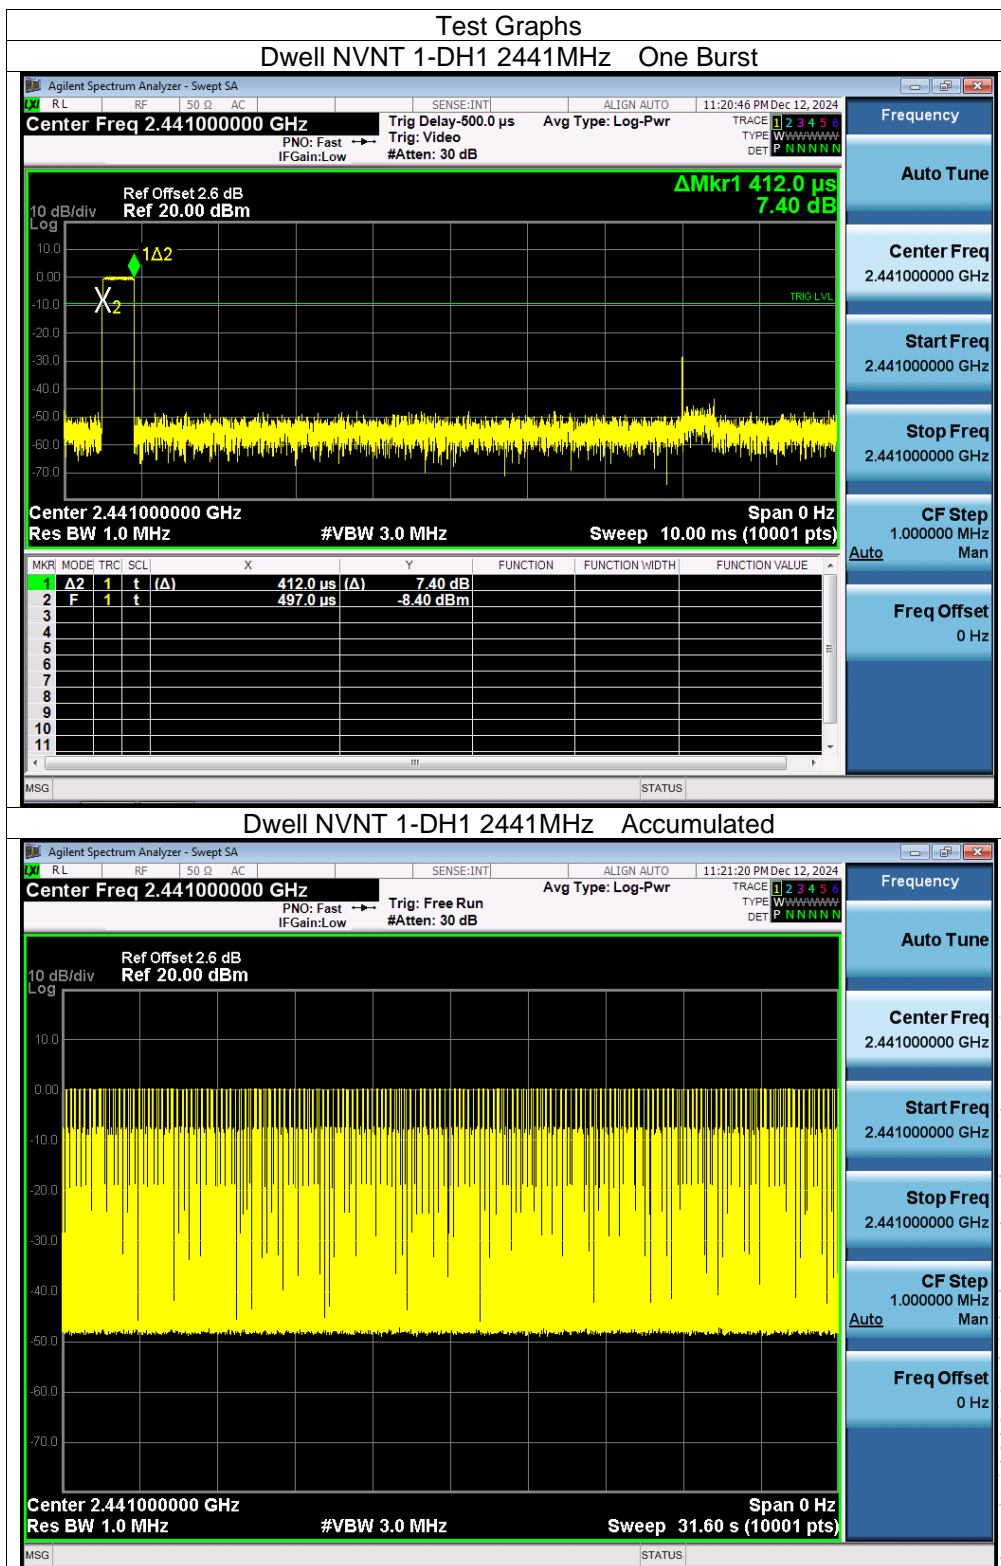 Test Graphs
Dwell NVNT 1-DH1 2441MHz One Burst
Agilent Spectrum Analyzer - Swept SA
LXI RL RF 50 Ω AC SENSE:INT ALIGN AUTO 11:20:46 PM Dec 12, 2024
Center Freq 2.441000000 GHz Trig Delay-500.0 µs Avg Type: Log-Pwr TRACE 1 2 3 4 5 6
PNO: Fast Trig: Video TYPE WWWWWW
IFGain:Low #Atten: 30 dB DET P N N N N N
Frequency
Auto Tune
Center Freq
2.441000000 GHz
Start Freq
2.441000000 GHz
Stop Freq
2.441000000 GHz
CF Step
1.000000 MHz
Auto Man
Freq Offset
0 Hz
ΔMkr1 412.0 µs
7.40 dB
Ref Offset 2.6 dB
10 dB/div Ref 20.00 dBm
Log
10.0
0.00
-10.0
-20.0
-30.0
-40.0
-50.0
-60.0
-70.0
1Δ2
X2
TRIG LVL
Center 2.441000000 GHz Span 0 Hz
Res BW 1.0 MHz #VBW 3.0 MHz Sweep 10.00 ms (10001 pts)
MKR MODE TRC SCL X Y FUNCTION FUNCTION WIDTH FUNCTION VALUE
1 Δ2 1 t (Δ) 412.0 µs (Δ) 7.40 dB
2 F 1 t 497.0 µs -8.40 dBm
3
4
5
6
7
8
9
10
11
MSG STATUS
Dwell NVNT 1-DH1 2441MHz Accumulated
Agilent Spectrum Analyzer - Swept SA
LXI RL RF 50 Ω AC SENSE:INT ALIGN AUTO 11:21:20 PM Dec 12, 2024
Center Freq 2.441000000 GHz Avg Type: Log-Pwr TRACE 1 2 3 4 5 6
PNO: Fast Trig: Free Run TYPE WWWWWW
IFGain:Low #Atten: 30 dB DET P N N N N N
Frequency
Auto Tune
Center Freq
2.441000000 GHz
Start Freq
2.441000000 GHz
Stop Freq
2.441000000 GHz
CF Step
1.000000 MHz
Auto Man
Freq Offset
0 Hz
Ref Offset 2.6 dB
10 dB/div Ref 20.00 dBm
Log
10.0
0.00
-10.0
-20.0
-30.0
-40.0
-50.0
-60.0
-70.0
Center 2.441000000 GHz Span 0 Hz
Res BW 1.0 MHz #VBW 3.0 MHz Sweep 31.60 s (10001 pts)
MSG STATUS